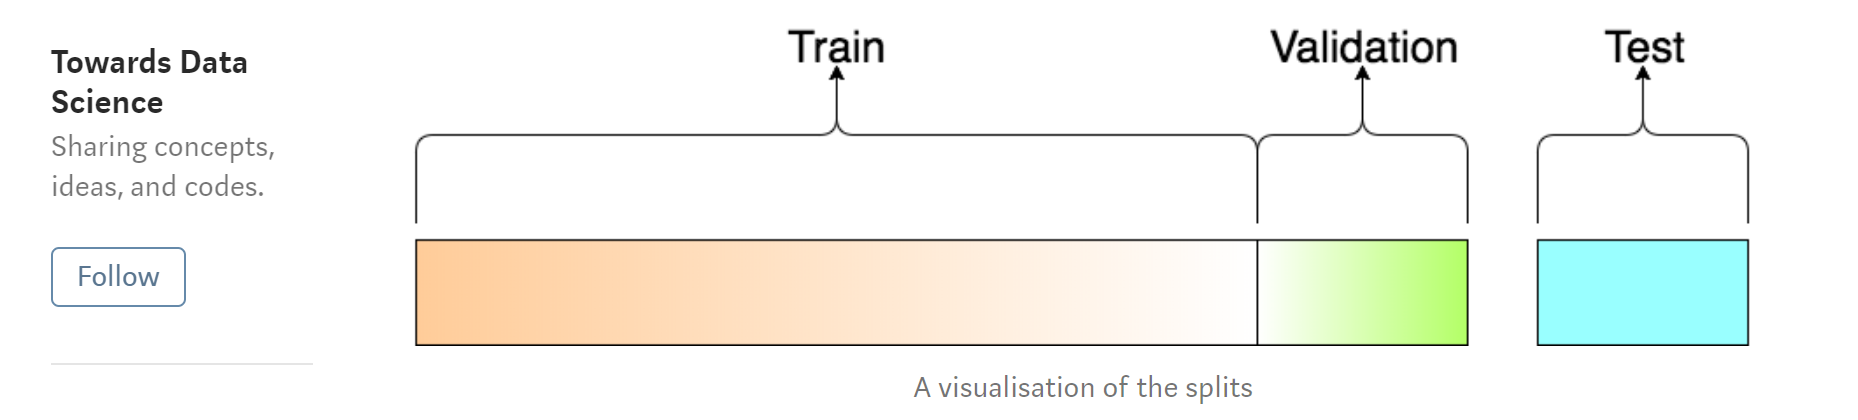 Towards Data
Science
Sharing concepts,
ideas, and codes.
Follow
Train
Validation
Test
A visualisation of the splits